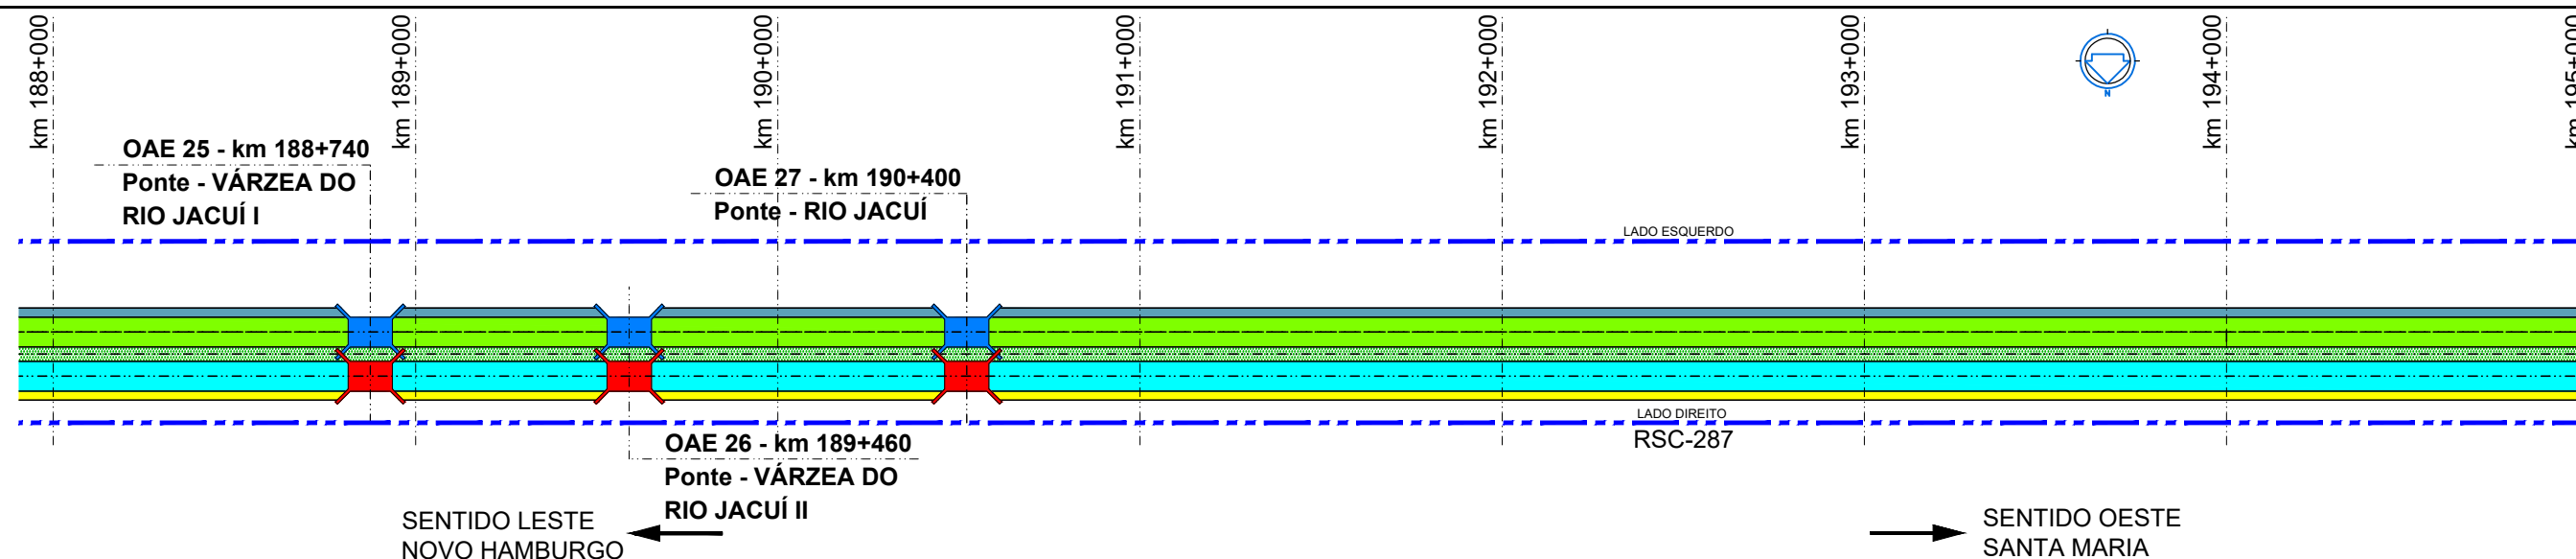 km 188+000
km 189+000
km 190+000
km 191+000
km 192+000
km 193+000
km 194+000
km 195+000
N
OAE 25 - km 188+740
Ponte - VÁRZEA DO
RIO JACUÍ I
OAE 27 - km 190+400
Ponte - RIO JACUÍ
LADO ESQUERDO
LADO DIREITO
RSC-287
OAE 26 - km 189+460
Ponte - VÁRZEA DO
RIO JACUÍ II
SENTIDO LESTE
NOVO HAMBURGO
SENTIDO OESTE
SANTA MARIA